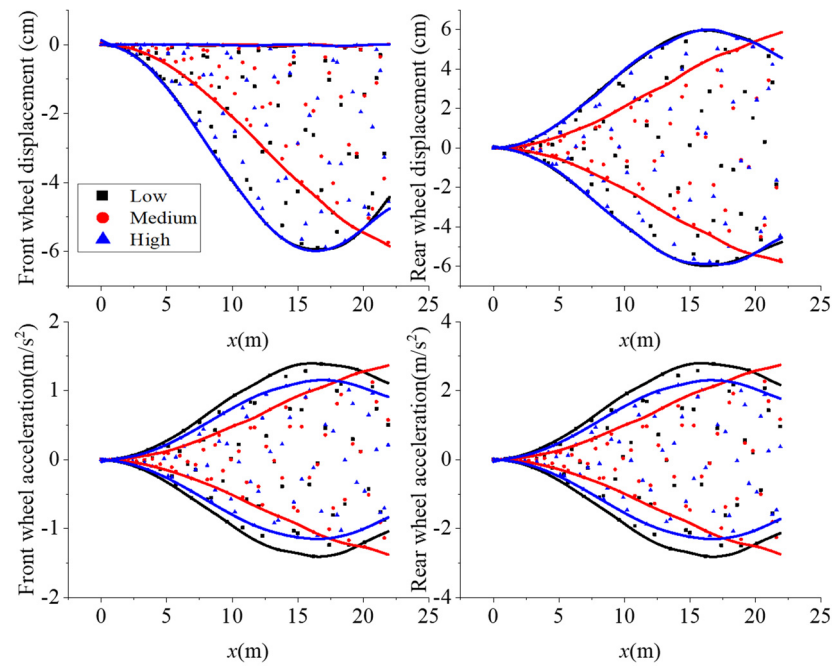 Front wheel displacement (cm)
0
-2
-4
-6
Low
Medium
High
0 5 10 15 20 25
x(m)
Rear wheel displacement (cm)
6
4
2
0
-2
-4
-6
0 5 10 15 20 25
x(m)
Front wheel acceleration(m/s²)
2
1
0
-1
-2
0 5 10 15 20 25
x(m)
Rear wheel acceleration(m/s²)
4
2
0
-2
-4
0 5 10 15 20 25
x(m)